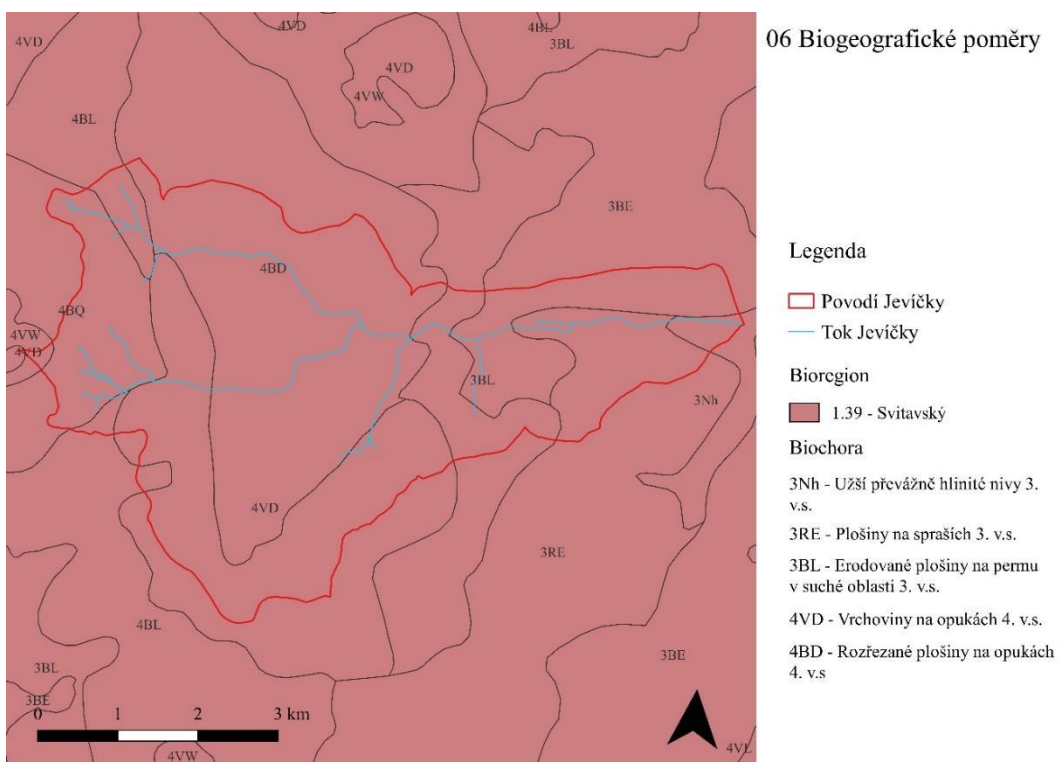 06 Biogeografické poměry
4VD
4VD
4BL
3BL
4VD
4VW
4BL
3BE
4BD
4BQ
4VW
4VD
3BL
3Nh
4VD
3RE
4BL
3BL
3BE
3BE
4VW
4VL
0 1 2 3 km
Legenda
Povodí Jevíčky
Tok Jevíčky
Bioregion
1.39 - Svitavský
Biochora
3Nh - Užší převážně hlinité nivy 3.
v.s.
3RE - Plošiny na spraších 3. v.s.
3BL - Erodované plošiny na permu
v suché oblasti 3. v.s.
4VD - Vrchoviny na opukách 4. v.s.
4BD - Rozřezané plošiny na opukách
4. v.s